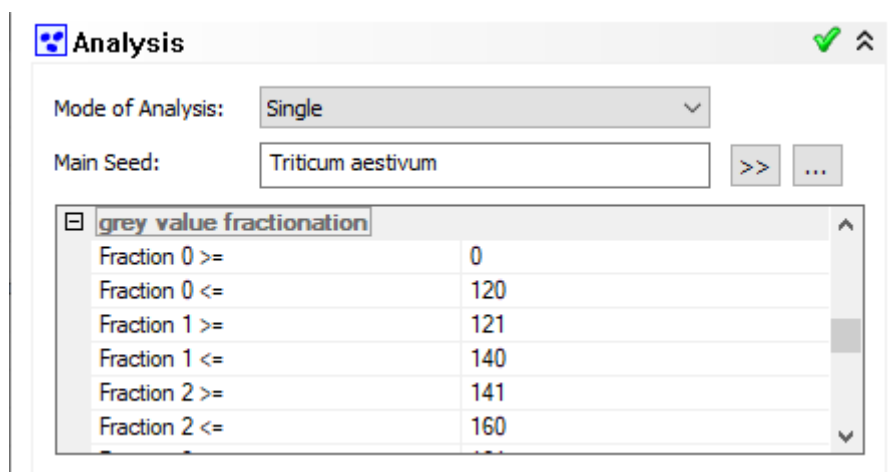 Analysis
Mode of Analysis: Single
Main Seed: Triticum aestivum >> ...
grey value fractionation
Fraction 0 >= 0
Fraction 0 <= 120
Fraction 1 >= 121
Fraction 1 <= 140
Fraction 2 >= 141
Fraction 2 <= 160